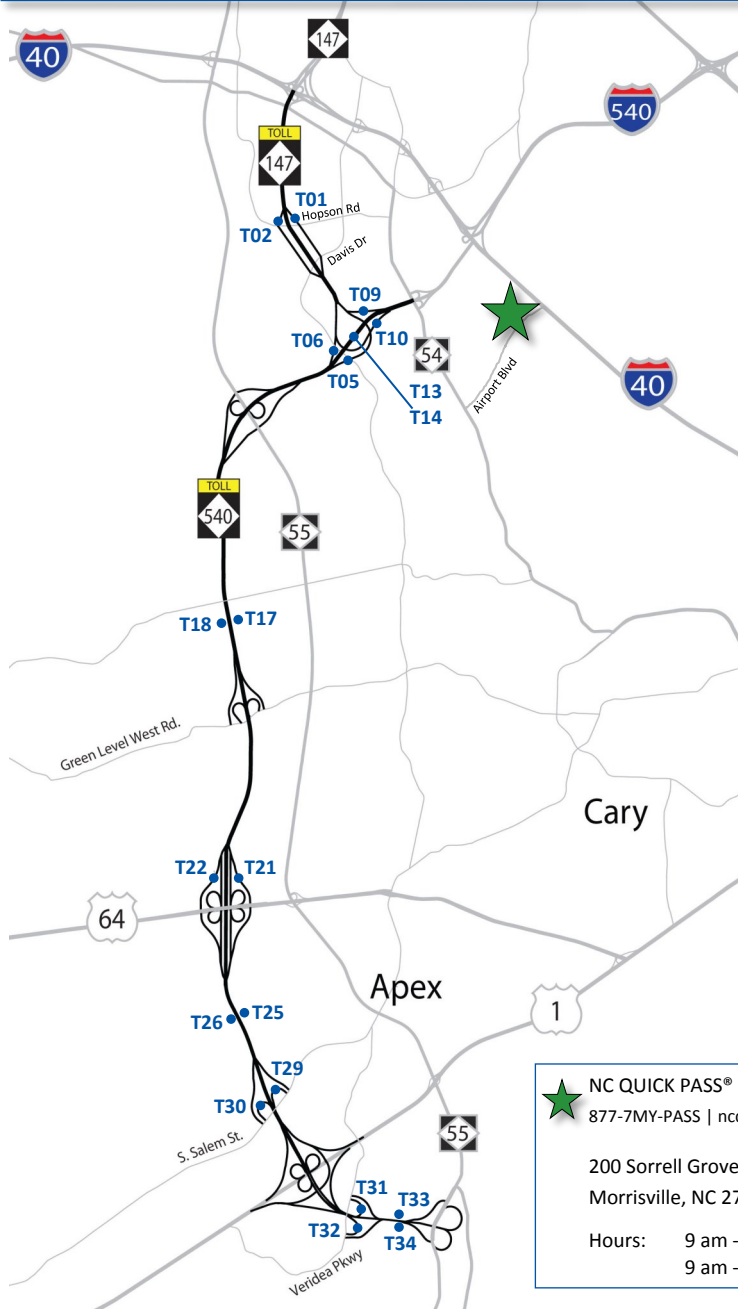 147
40
540
TOLL
147
T01
Hopson Rd
T02
Davis Dr
T09
T10
T06
T05
54
T13
T14
Airport Blvd
40
TOLL
540
55
T17
T18
Green Level West Rd.
Cary
T22
T21
64
Apex
1
T25
T26
T29
T30
S. Salem St.
55
T31
T33
T32
T34
Veridea Pkwy
NC QUICK PASS®
877-7MY-PASS | nc
200 Sorrell Grove
Morrisville, NC 27
Hours: 9 am -
9 am -